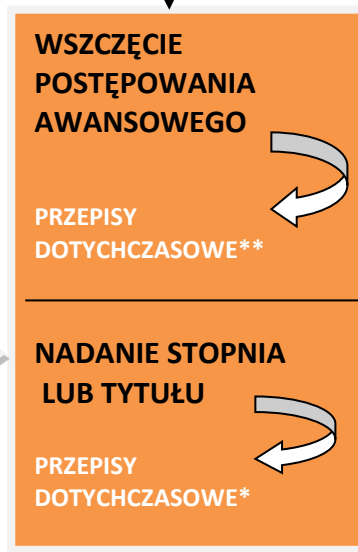 WSZCZĘCIE
POSTĘPOWANIA
AWANSOWEGO
PRZEPISY
DOTYCHCZASOWE**
NADANIE STOPNIA
LUB TYTUŁU
PRZEPISY
DOTYCHCZASOWE*